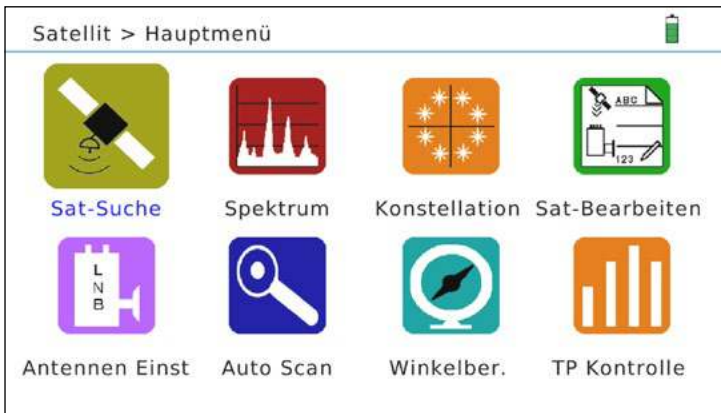 Satellit > Hauptmenü
ABC
123
Sat-Suche Spektrum Konstellation Sat-Bearbeiten
L
N
B
Antennen Einst Auto Scan Winkelber. TP Kontrolle